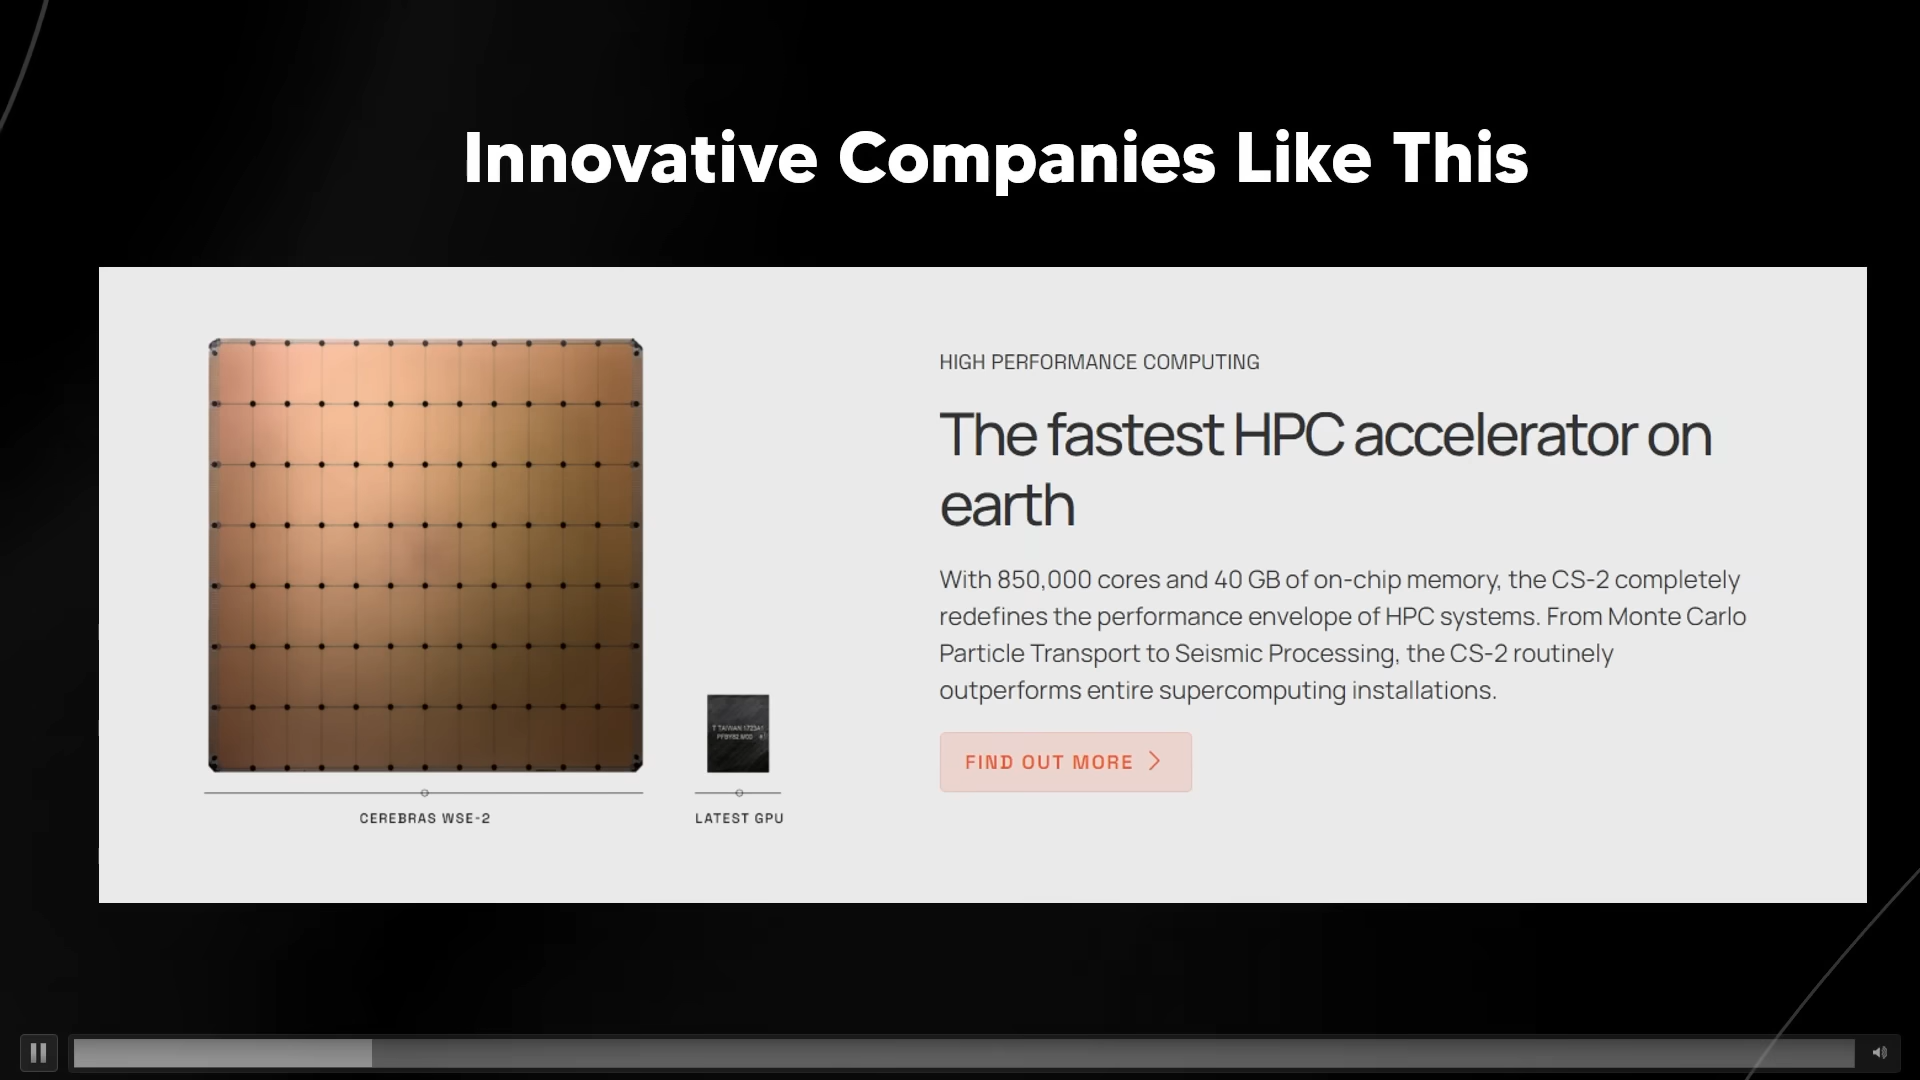 Innovative Companies Like This
HIGH PERFORMANCE COMPUTING
The fastest HPC accelerator on
earth
With 850,000 cores and 40 GB of on-chip memory, the CS-2 completely
redefines the performance envelope of HPC systems. From Monte Carlo
Particle Transport to Seismic Processing, the CS-2 routinely
outperforms entire supercomputing installations.
FIND OUT MORE
CEREBRAS WSE-2
LATEST GPU